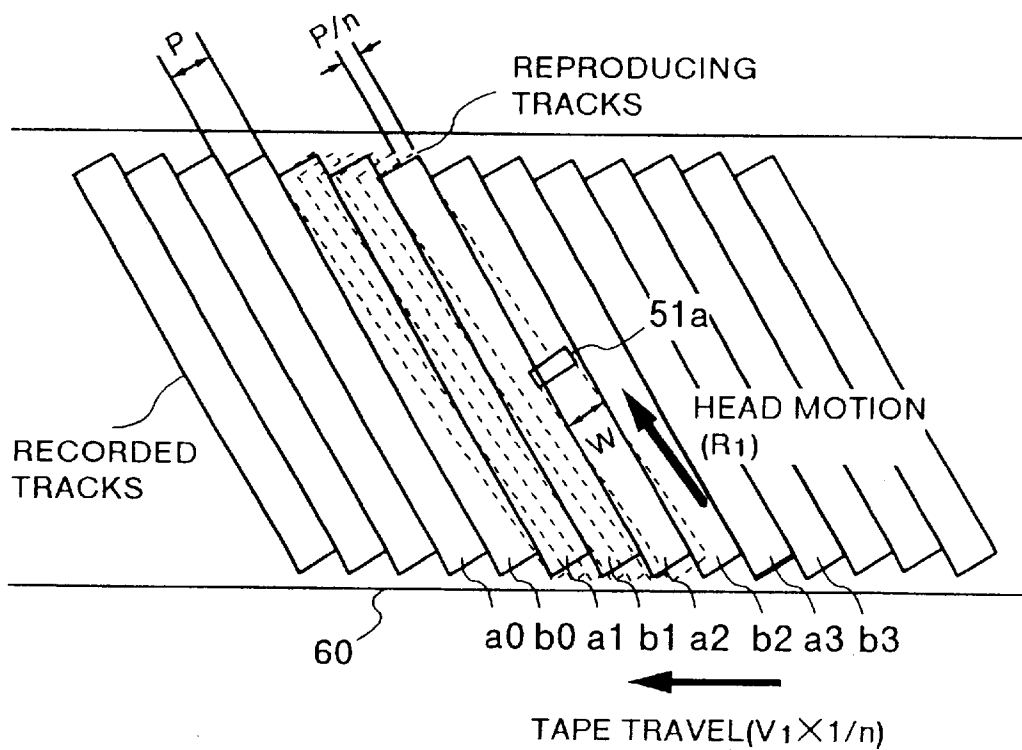 P
P/n
REPRODUCING
TRACKS
51a
HEAD MOTION
(R1)
W
RECORDED
TRACKS
60
a0 b0 a1 b1 a2 b2 a3 b3
TAPE TRAVEL(V1×1/n)